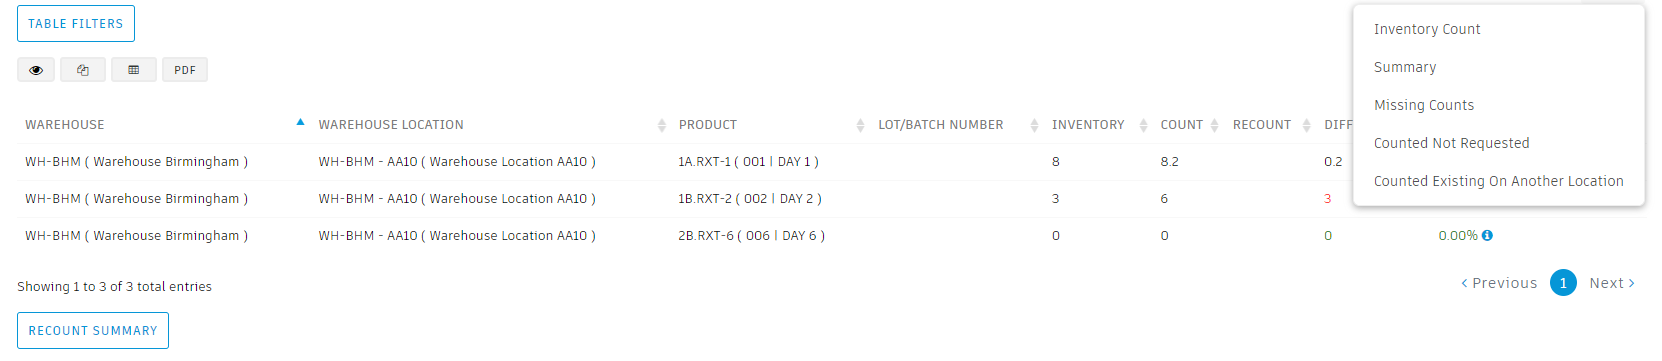 TABLE FILTERS
Inventory Count
Summary
Missing Counts
Counted Not Requested
Counted Existing On Another Location
PDF
WAREHOUSE WAREHOUSE LOCATION PRODUCT LOT/BATCH NUMBER INVENTORY COUNT RECOUNT DIFF
WH-BHM ( Warehouse Birmingham ) WH-BHM - AA10 ( Warehouse Location AA10 ) 1A.RXT-1 ( 001 | DAY 1 ) 8 8.2 0.2
WH-BHM ( Warehouse Birmingham ) WH-BHM - AA10 ( Warehouse Location AA10 ) 1B.RXT-2 ( 002 | DAY 2 ) 3 6 3
WH-BHM ( Warehouse Birmingham ) WH-BHM - AA10 ( Warehouse Location AA10 ) 2B.RXT-6 ( 006 | DAY 6 ) 0 0 0 0.00%
Showing 1 to 3 of 3 total entries
< Previous 1 Next >
RECOUNT SUMMARY